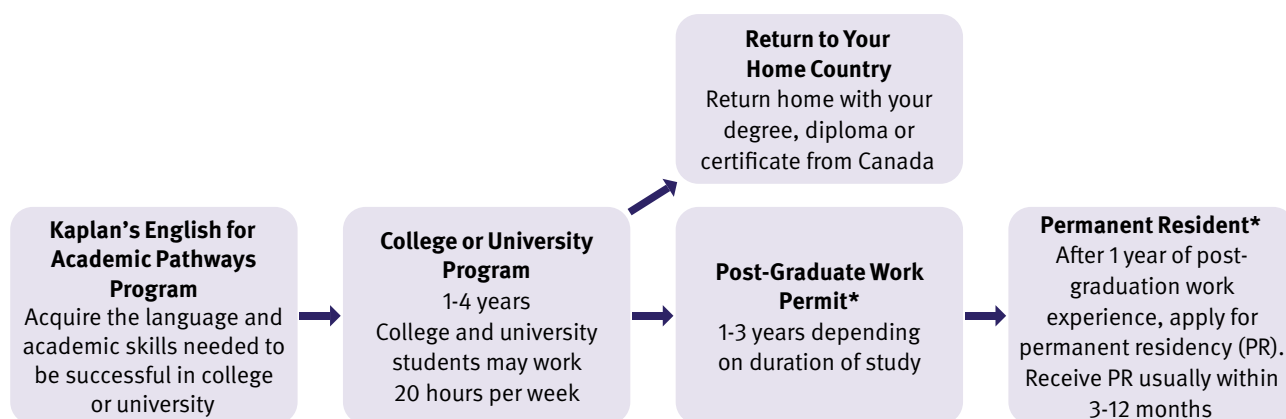 Return to Your
Home Country
Return home with your
degree, diploma or
certificate from Canada
Kaplan’s English for
Academic Pathways
Program
Acquire the language and
academic skills needed to
be successful in college
or university
College or University
Program
1-4 years
College and university
students may work
20 hours per week
Post-Graduate Work
Permit*
1-3 years depending
on duration of study
Permanent Resident*
After 1 year of post-
graduation work
experience, apply for
permanent residency (PR).
Receive PR usually within
3-12 months